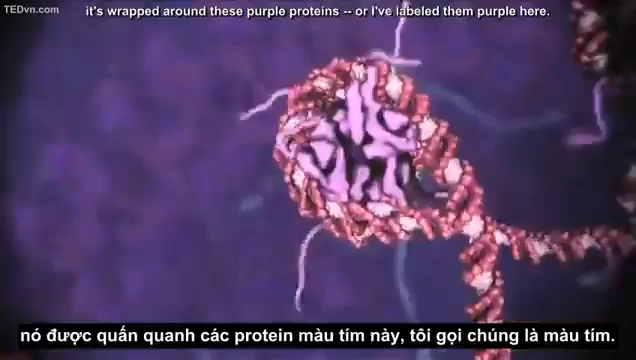 TEDvn.com
it's wrapped around these purple proteins -- or I've labeled them purple here.
nó được quấn quanh các protein màu tím này, tôi gọi chúng là màu tím.